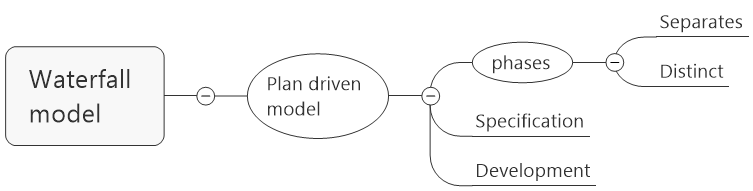 Waterfall
model
Plan driven
model
phases
Separates
Distinct
Specification
Development